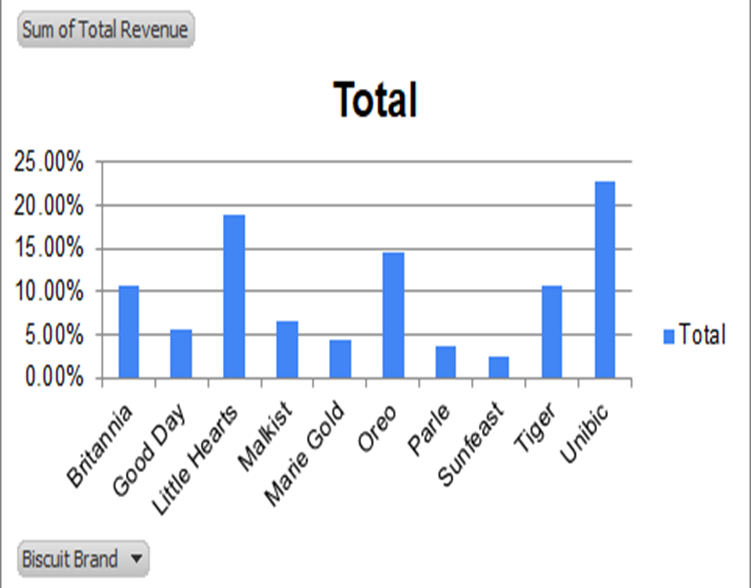 Sum of Total Revenue
Total
25.00%
20.00%
15.00%
10.00%
5.00%
0.00%
Total
Britannia
Good Day
Little Hearts
Malkist
Marie Gold
Oreo
Parle
Sunfeast
Tiger
Unibic
Biscuit Brand